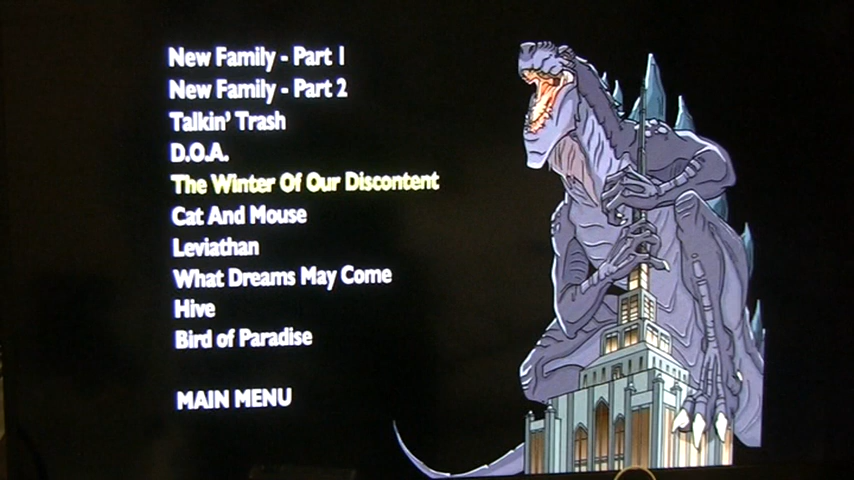 New Family - Part 1
New Family - Part 2
Talkin' Trash
D.O.A.
The Winter Of Our Discontent
Cat And Mouse
Leviathan
What Dreams May Come
Hive
Bird of Paradise
MAIN MENU